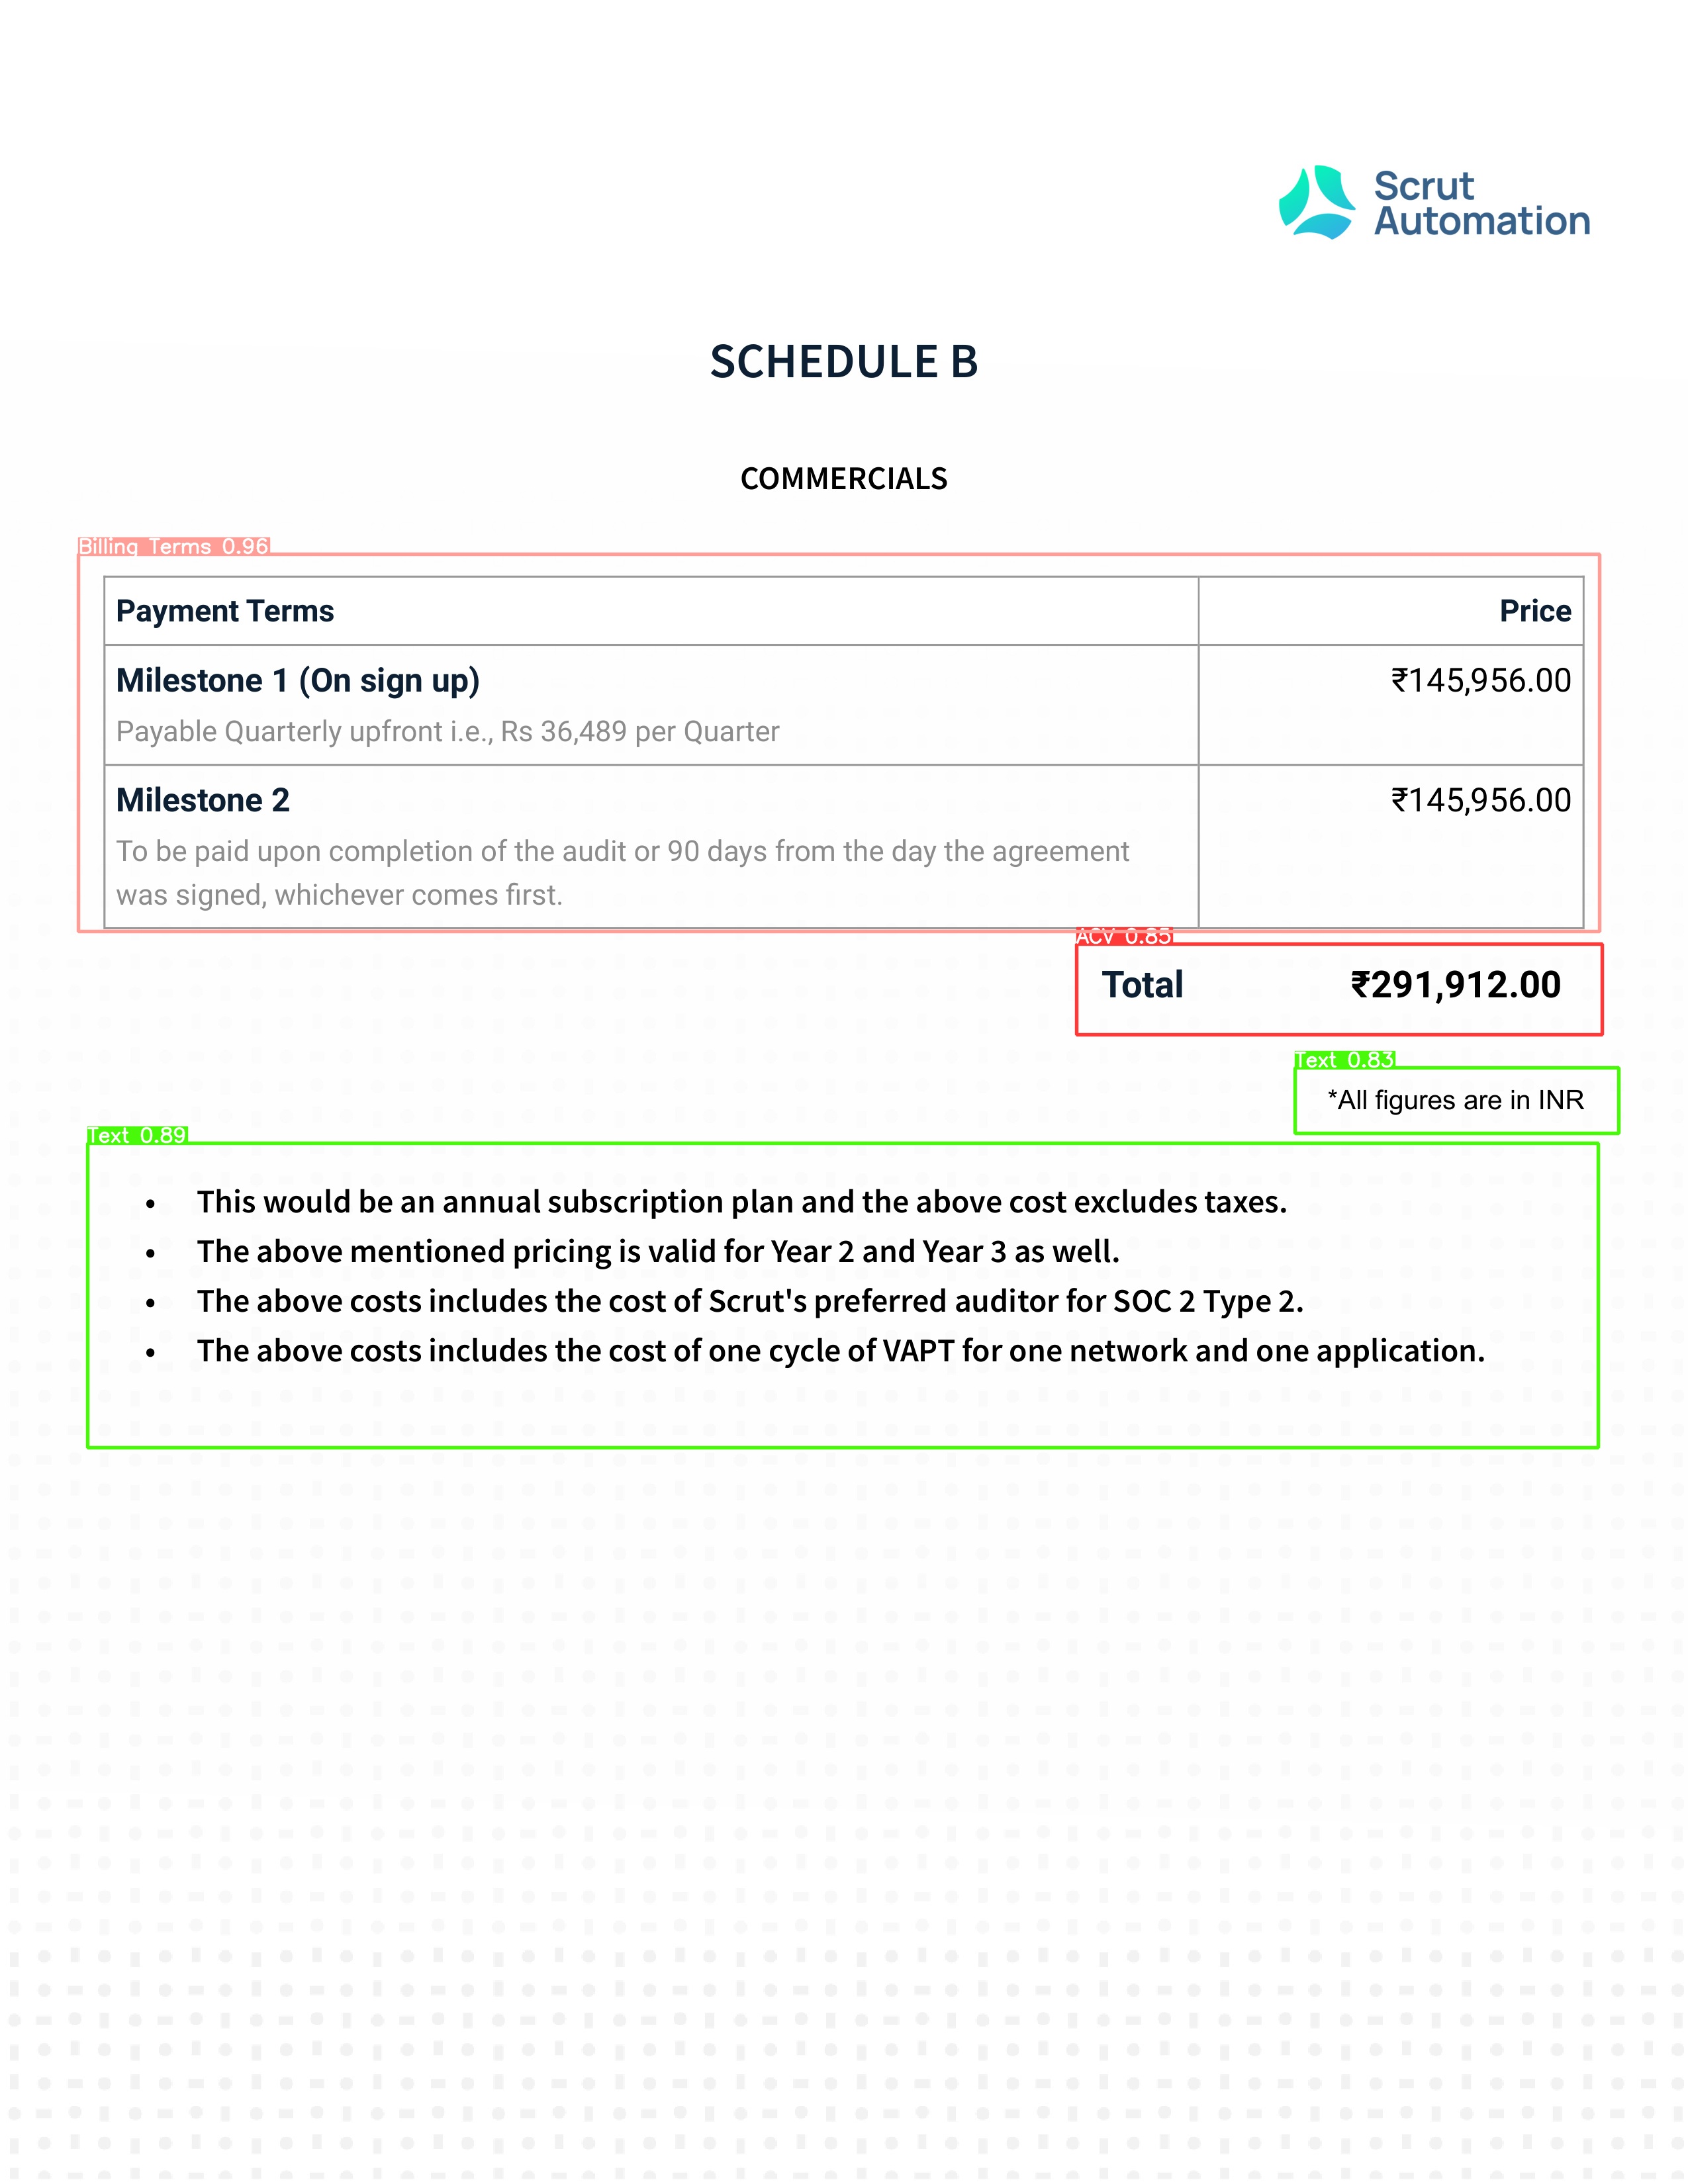 Scrut
Automation
SCHEDULE B
COMMERCIALS
Billing Terms 0.96
Payment Terms Price
Milestone 1 (On sign up) ₹145,956.00
Payable Quarterly upfront i.e., Rs 36,489 per Quarter
Milestone 2 ₹145,956.00
To be paid upon completion of the audit or 90 days from the day the agreement
was signed, whichever comes first.
ACV 0.85
Total ₹291,912.00
Text 0.83
*All figures are in INR
Text 0.89
• This would be an annual subscription plan and the above cost excludes taxes.
• The above mentioned pricing is valid for Year 2 and Year 3 as well.
• The above costs includes the cost of Scrut's preferred auditor for SOC 2 Type 2.
• The above costs includes the cost of one cycle of VAPT for one network and one application.